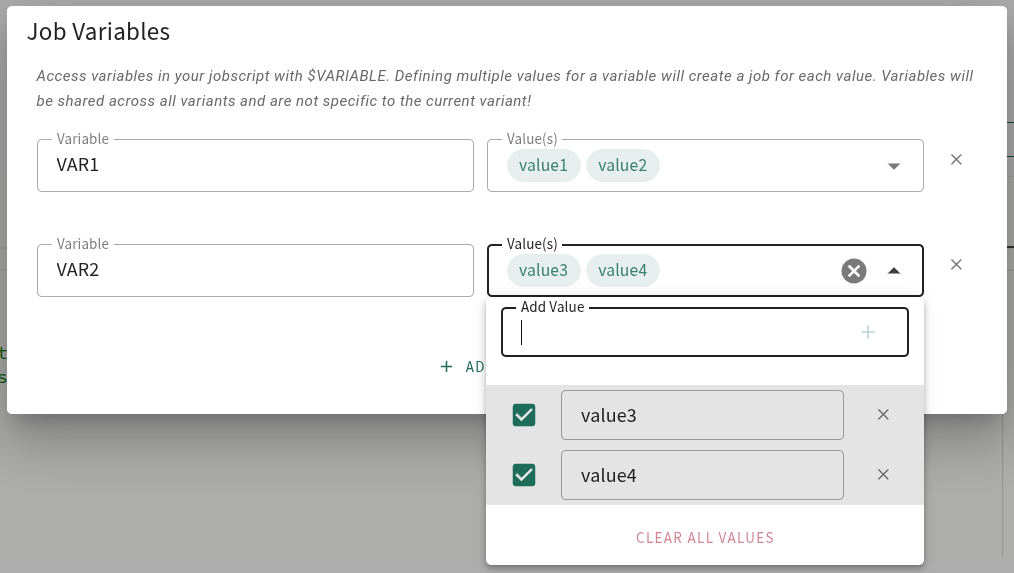 Job Variables
Access variables in your jobscript with $VARIABLE. Defining multiple values for a variable will create a job for each value. Variables will
be shared across all variants and are not specific to the current variant!
Variable
VAR1
Value(s)
value1 value2
Variable
VAR2
Value(s)
value3 value4
Add Value
t
s
+ AD
value3
value4
CLEAR ALL VALUES